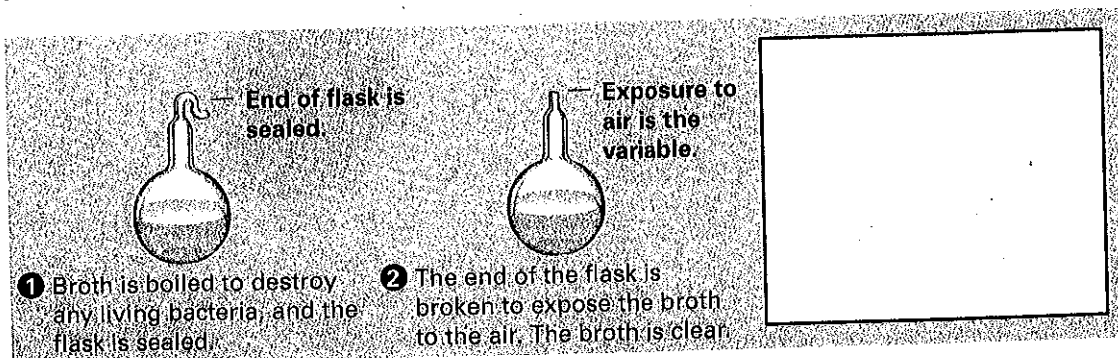 End of flask is
sealed.
Exposure to
air is the
variable.
1 Broth is boiled to destroy
any living bacteria, and the
flask is sealed.
2 The end of the flask is
broken to expose the broth
to the air. The broth is clear.